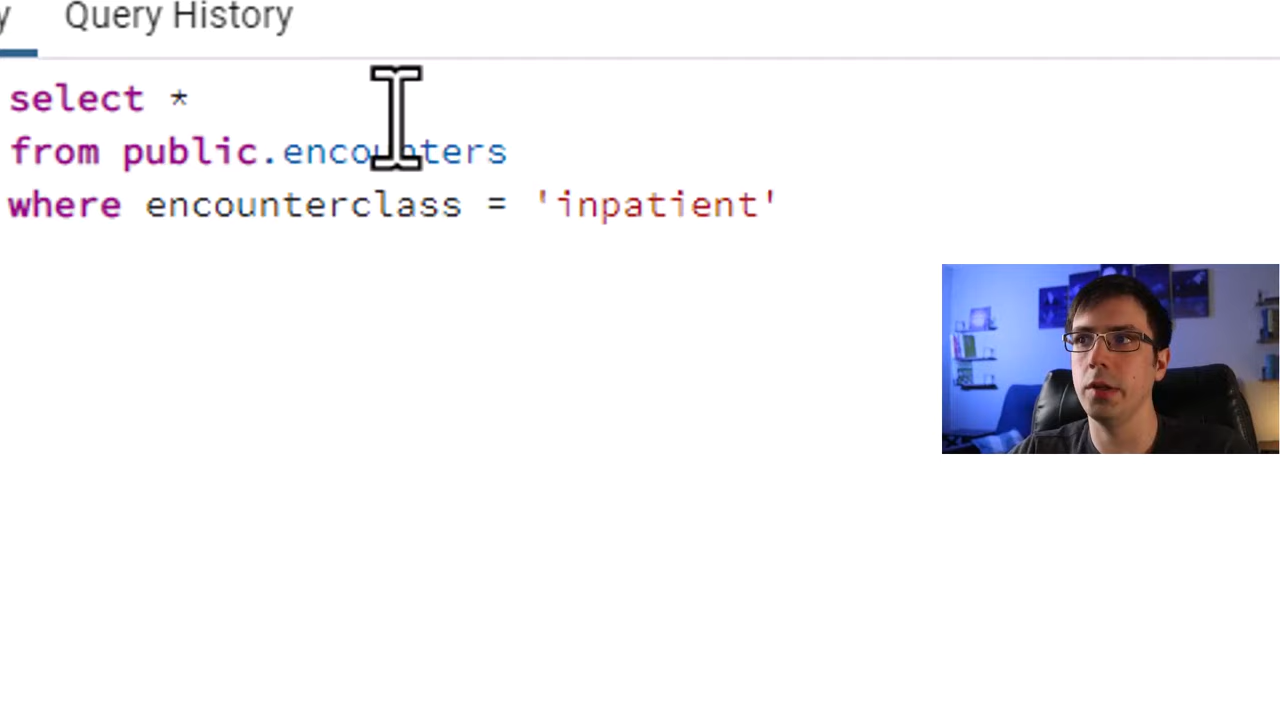 y Query History
select *
from public.encounters
where encounterclass = 'inpatient'